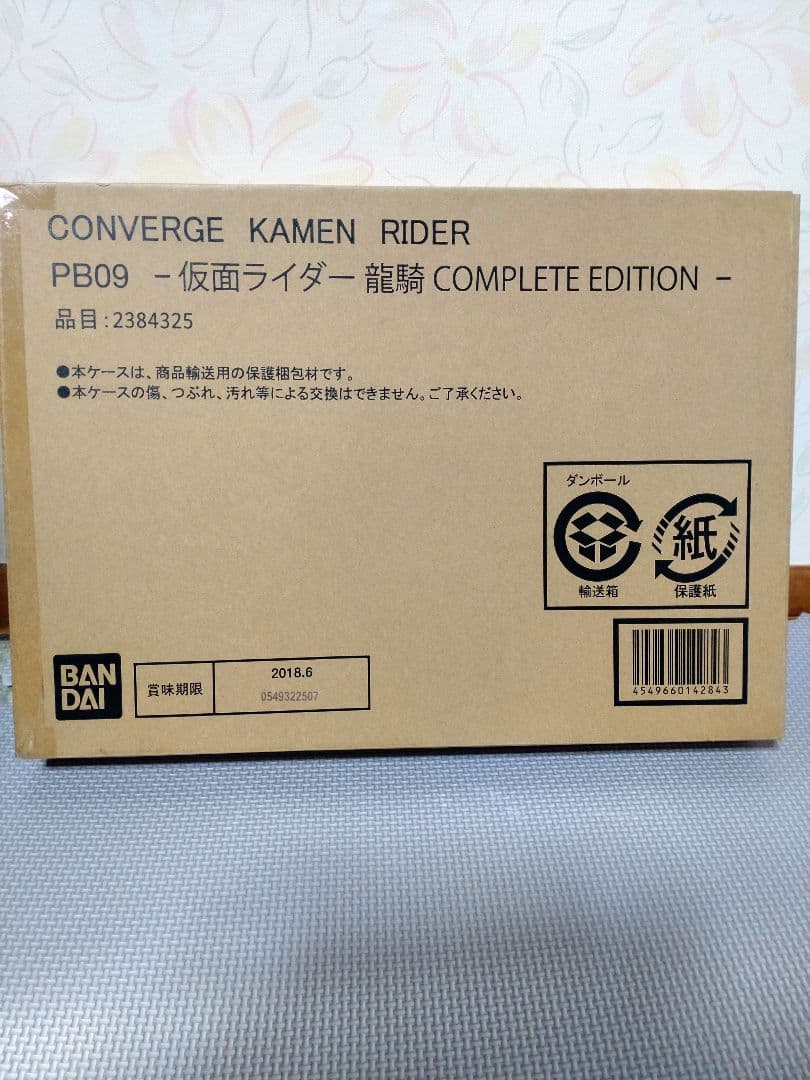 CONVERGE KAMEN RIDER
PB09 －仮面ライダー 龍騎 COMPLETE EDITION －
品目：2384325
●本ケースは、商品輸送用の保護梱包材です。
●本ケースの傷、つぶれ、汚れ等による交換はできません。ご了承ください。
ダンボール
紙
輸送箱 保護紙
BAN
DAI
賞味期限
2018.6
0549322507
4549660142843